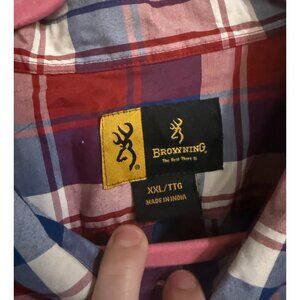 BROWNING
The Best There Is
XXL/TTG
MADE IN INDIA